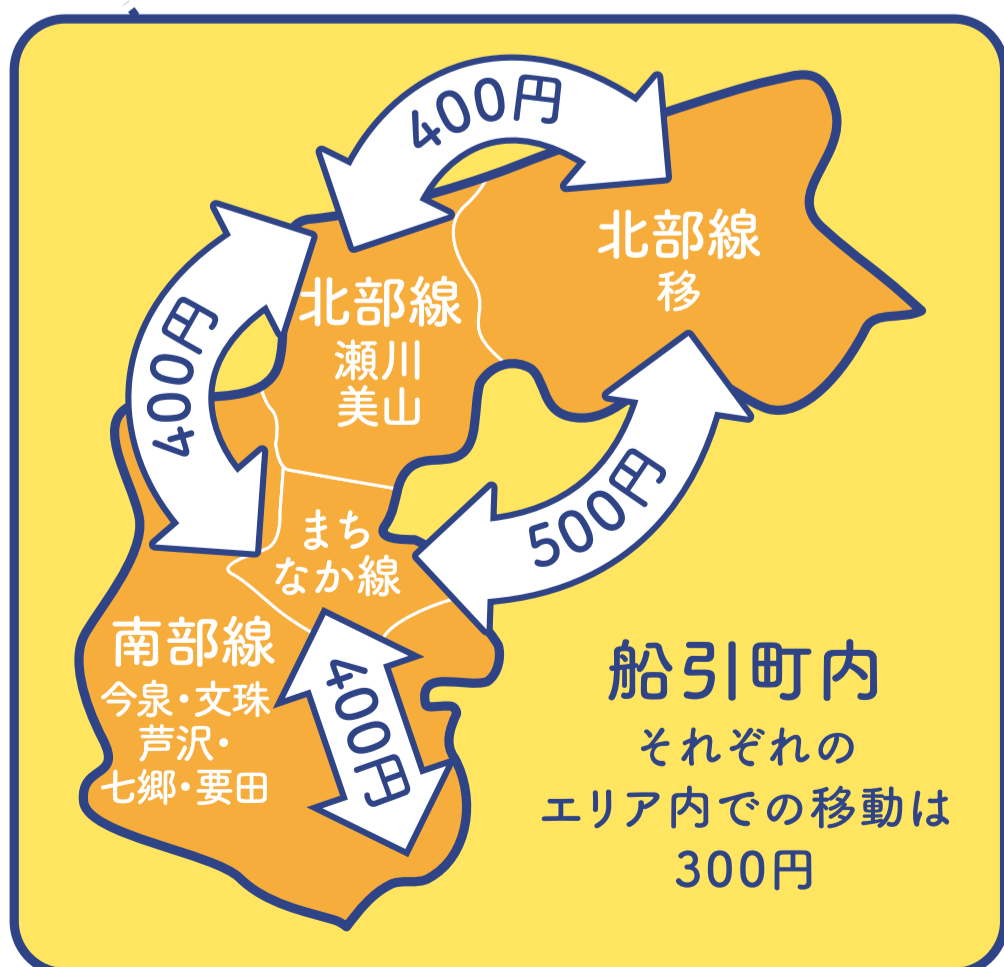 400円
北部線
移
400円
北部線
瀬川
美山
500円
まち
なか線
南部線
今泉・文珠
芦沢・
七郷・要田
400円
船引町内
それぞれの
エリア内での移動は
300円